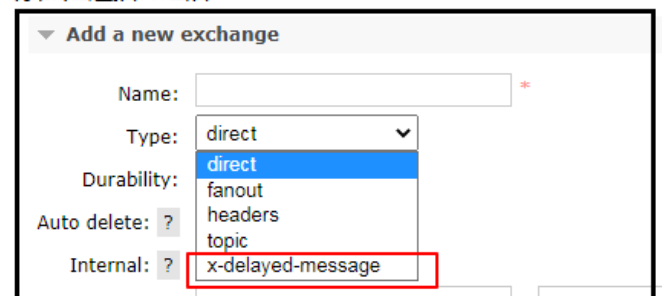 Add a new exchange
Name: *
Type: direct
direct
Durability:
fanout
headers
Auto delete: ?
topic
Internal: ?
x-delayed-message